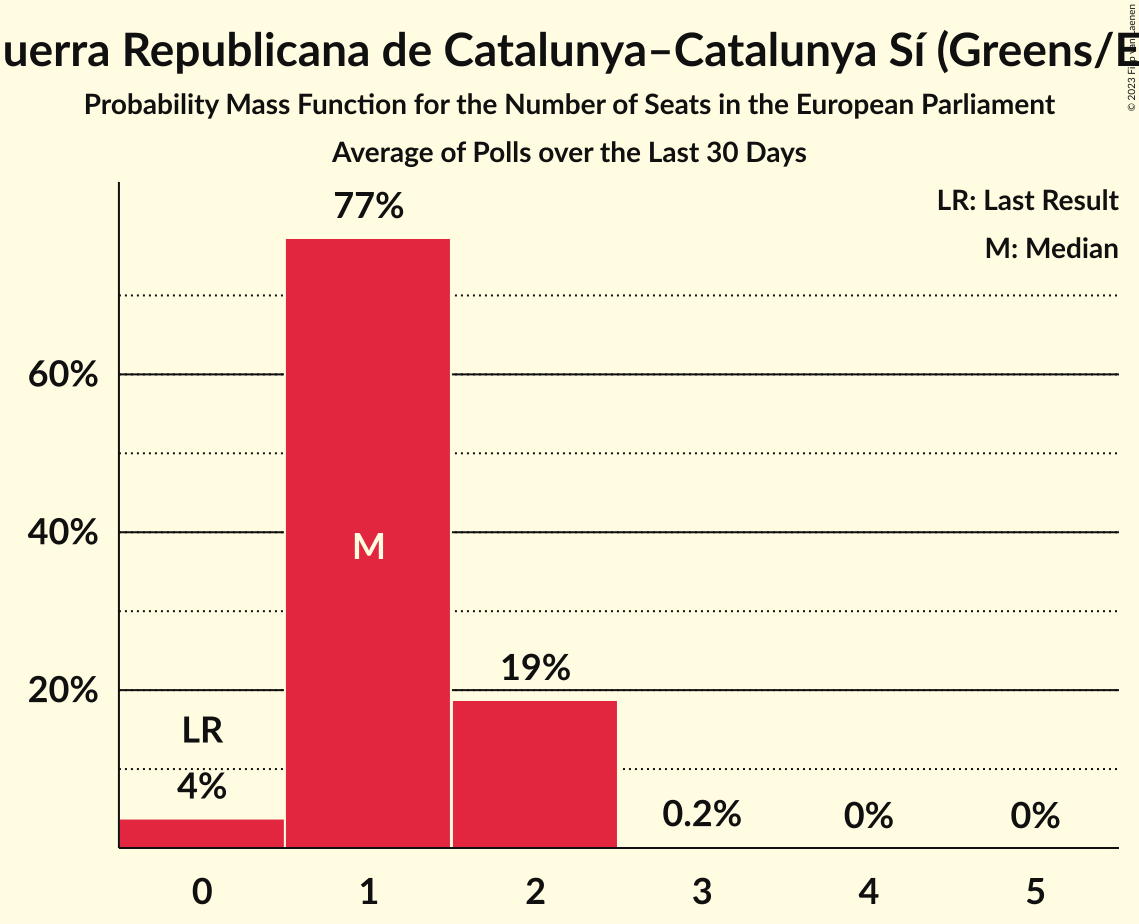 uerra Republicana de Catalunya–Catalunya Sí (Greens/E
Probability Mass Function for the Number of Seats in the European Parliament
Average of Polls over the Last 30 Days
LR: Last Result
M: Median
77%
60%
M
40%
19%
20%
LR
4%
0.2%
0%
0%
0 1 2 3 4 5